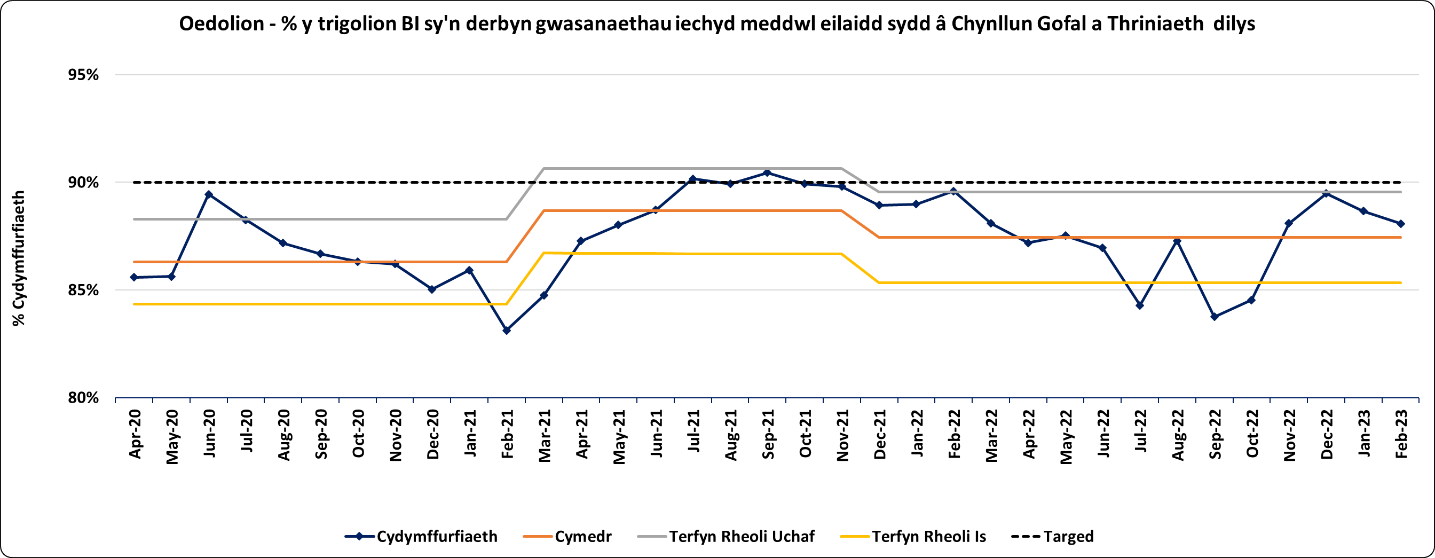 Oedolion - % y trigolion BI sy'n derbyn gwasanaethau iechyd meddwl eilaidd sydd â Chynllun Gofal a Thriniaeth dilys
95%
90%
85%
80%
% Cydymffurfiaeth
Apr-20 May-20 Jun-20 Jul-20 Aug-20 Sep-20 Oct-20 Nov-20 Dec-20 Jan-21 Feb-21 Mar-21 Apr-21 May-21 Jun-21 Jul-21 Aug-21 Sep-21 Oct-21 Nov-21 Dec-21 Jan-22 Feb-22 Mar-22 Apr-22 May-22 Jun-22 Jul-22 Aug-22 Sep-22 Oct-22 Nov-22 Dec-22 Jan-23 Feb-23
Cydymffurfiaeth Cymedr Terfyn Rheoli Uchaf Terfyn Rheoli Is Targed